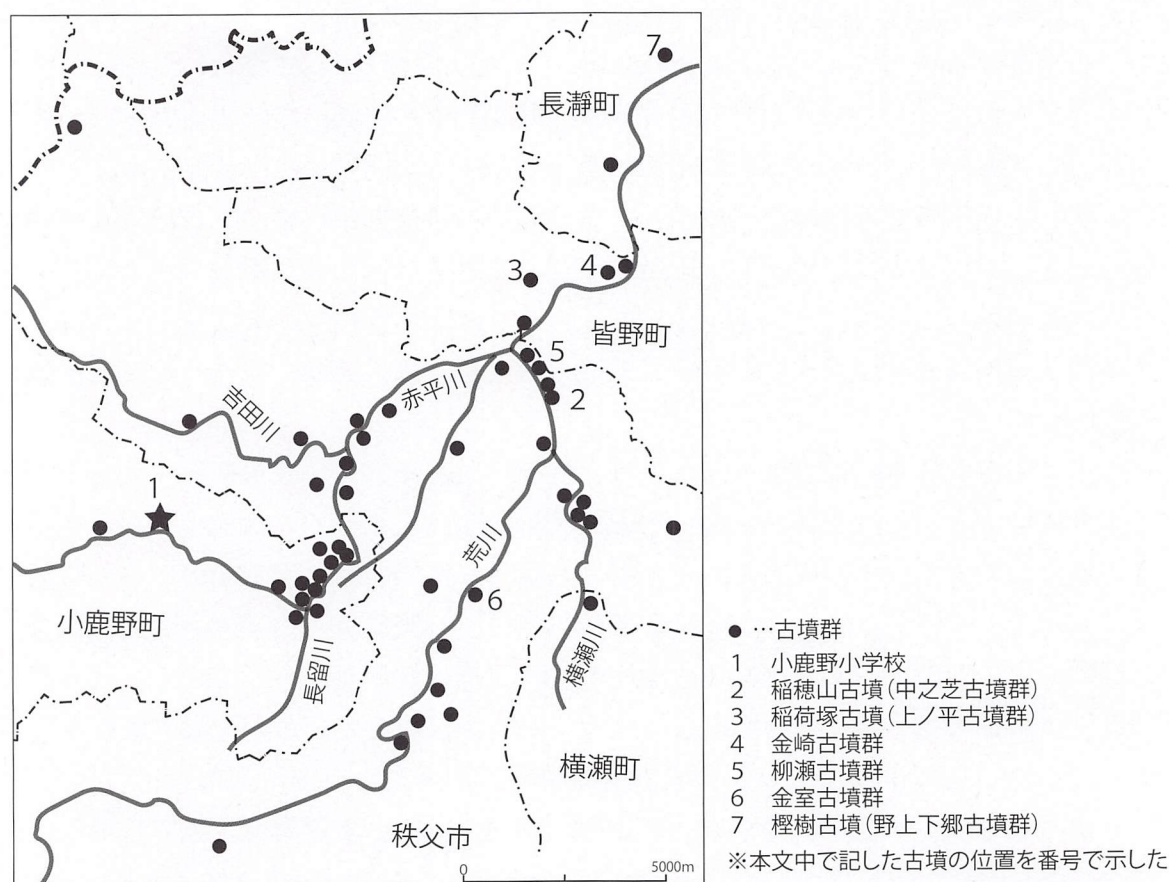 7
長瀞町
3
4
皆野町
5
赤平川
2
吉田川
1
荒川
小鹿野町
6
長留川
横瀬川
横瀬町
秩父市
0
5000m
●…古墳群
1 小鹿野小学校
2 稲穂山古墳(中之芝古墳群)
3 稲荷塚古墳(上ノ平古墳群)
4 金崎古墳群
5 柳瀬古墳群
6 金室古墳群
7 樫樹古墳(野上下郷古墳群)
※本文中で記した古墳の位置を番号で示した